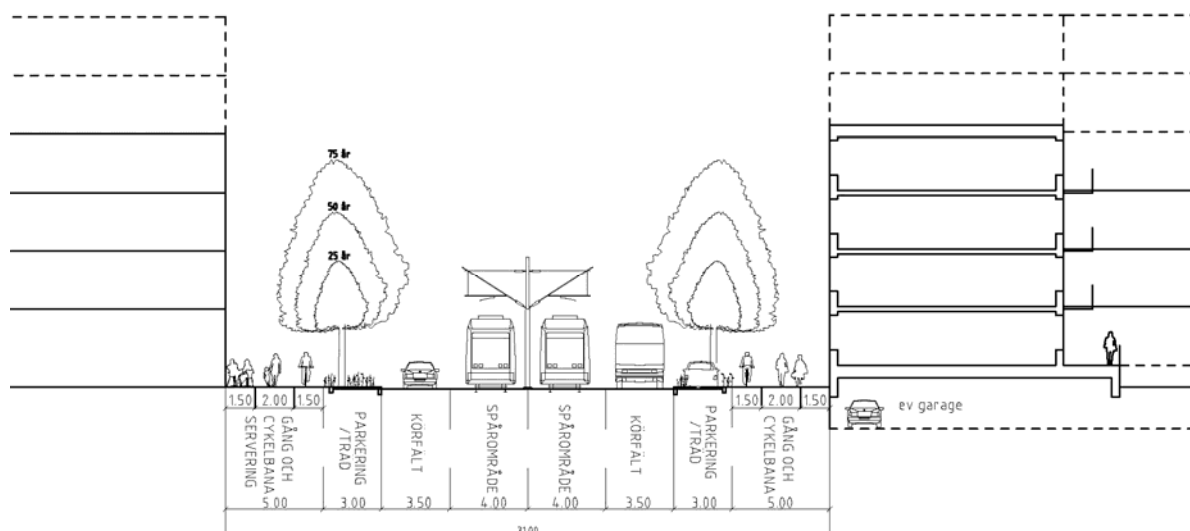 75 år
50 år
25 år
ev garage
1.50 2.00 1.50
1.50 2.00 1.50
GÅNG OCH
CYKELBANA
SERVERING
PARKERING
/TRÄD
KÖRFÄLT
SPÅROMRÅDE
SPÅROMRÅDE
KÖRFÄLT
PARKERING
/TRÄD
GÅNG OCH
CYKELBANA
5.00 3.00 3.50 4.00 4.00 3.50 3.00 5.00
31.00